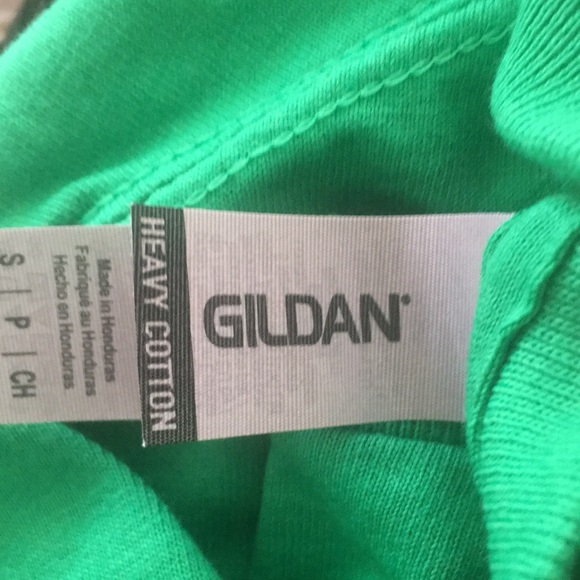 GILDAN®
HEAVY COTTON
Made in Honduras
Fabriqué au Honduras
Hecho en Honduras
S | P | CH